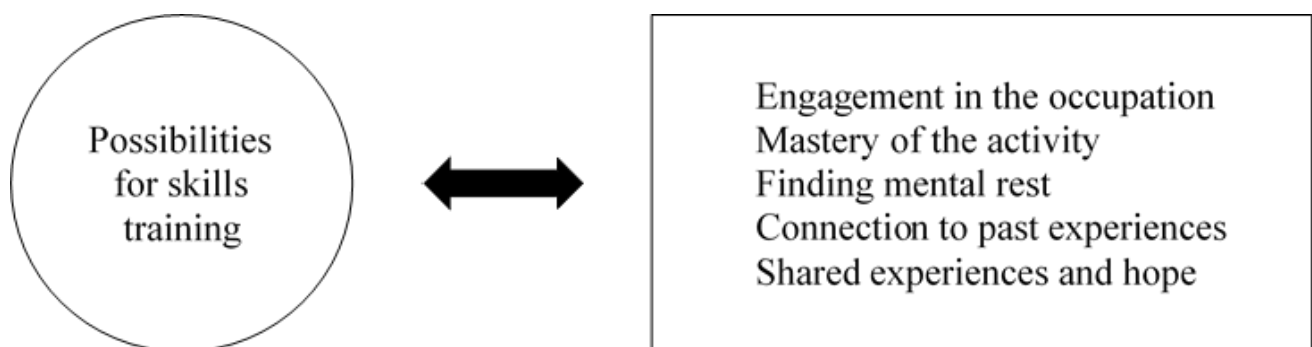 Possibilities
for skills
training
Engagement in the occupation
Mastery of the activity
Finding mental rest
Connection to past experiences
Shared experiences and hope